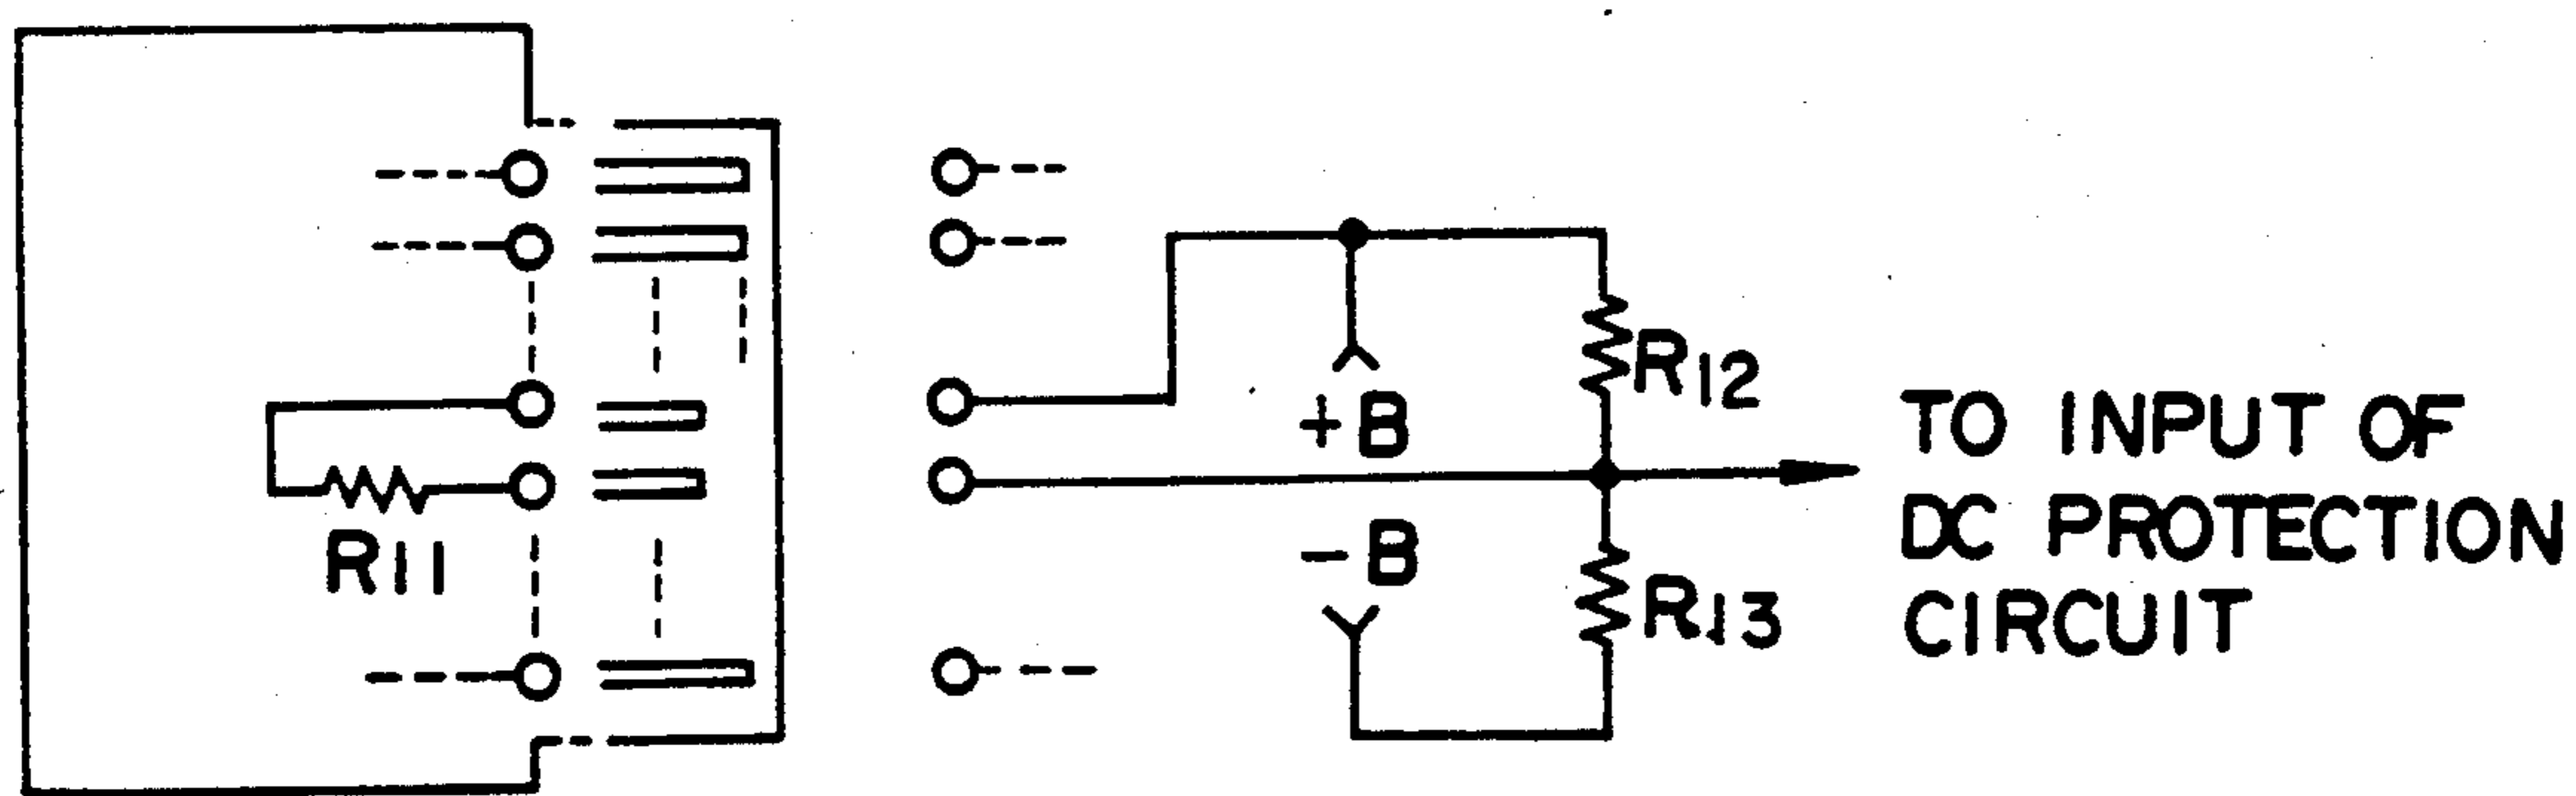 R12
+B
TO INPUT OF
DC PROTECTION
CIRCUIT
-B
R11
R13